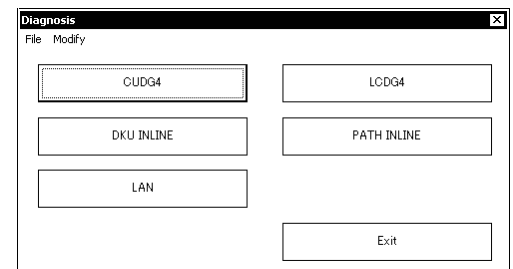 Diagnosis
File Modify
CUDG4 LCDG4
DKU INLINE PATH INLINE
LAN
Exit